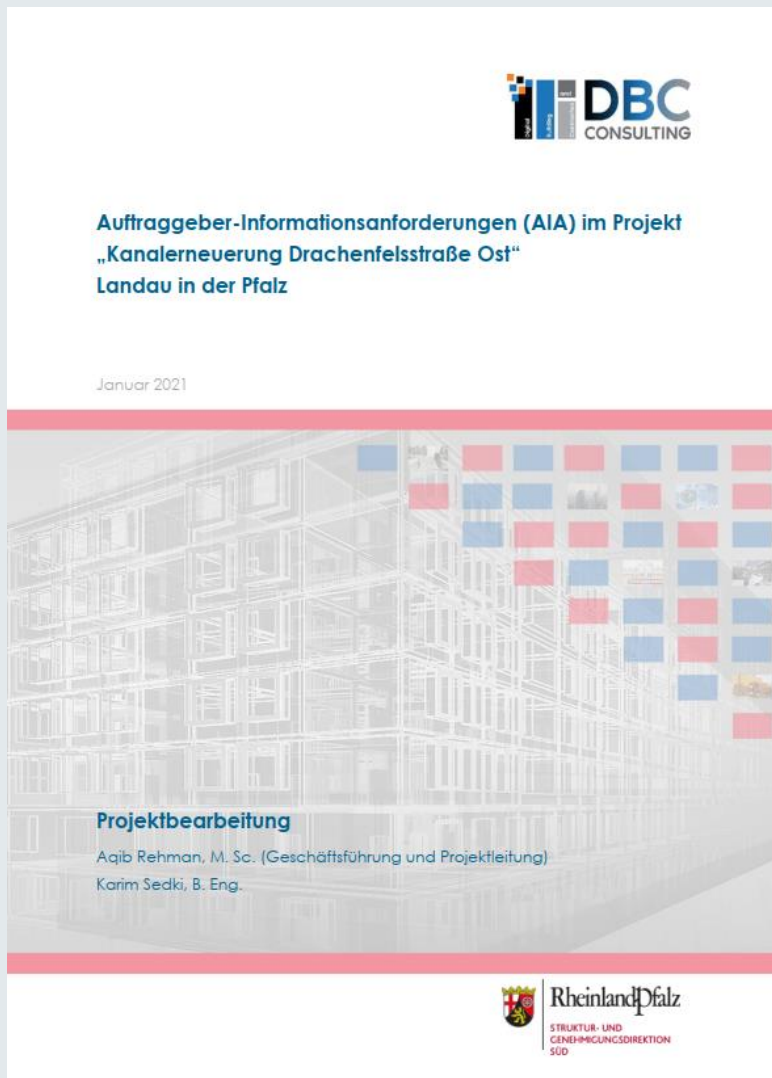 DBC
CONSULTING
Auftraggeber-Informationsanforderungen (AIA) im Projekt
„Kanalerneuerung Drachenfelsstraße Ost“
Landau in der Pfalz
Januar 2021
Projektbearbeitung
Aqib Rehman, M. Sc. (Geschäftsführung und Projektleitung)
Karim Sedki, B. Eng.
RheinlandPfalz
STRUKTUR- UND
GENEHMIGUNGSDIREKTION
SÜD